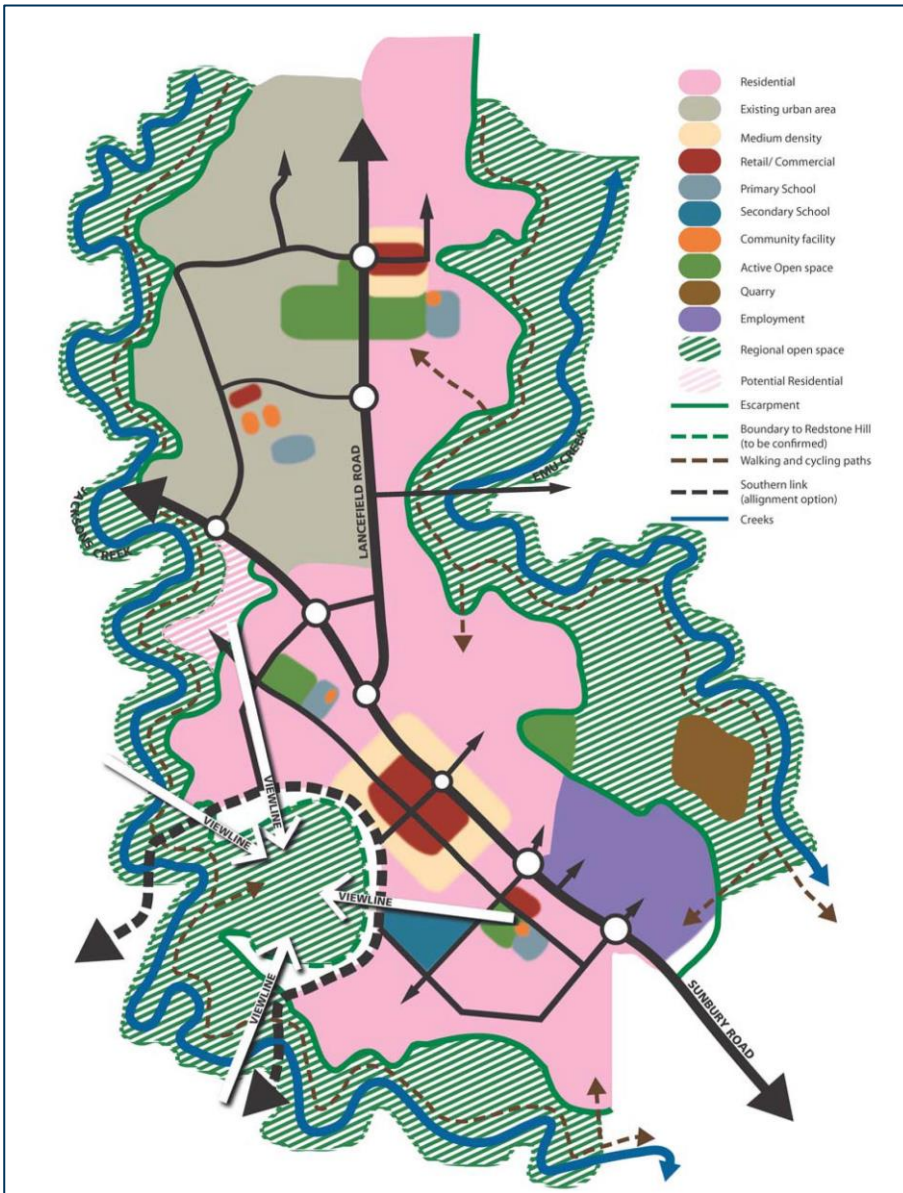 Residential
Existing urban area
Medium density
Retail/ Commercial
Primary School
Secondary School
Community facility
Active Open space
Quarry
Employment
Regional open space
Potential Residential
Escarpment
Boundary to Redstone Hill
(to be confirmed)
Walking and cycling paths
Southern link
(allignment option)
Creeks
EMU CREEK
JACKSONS CREEK
LANCEFIELD ROAD
VIEWLINE
VIEWLINE
VIEWLINE
VIEWLINE
SUNBURY ROAD